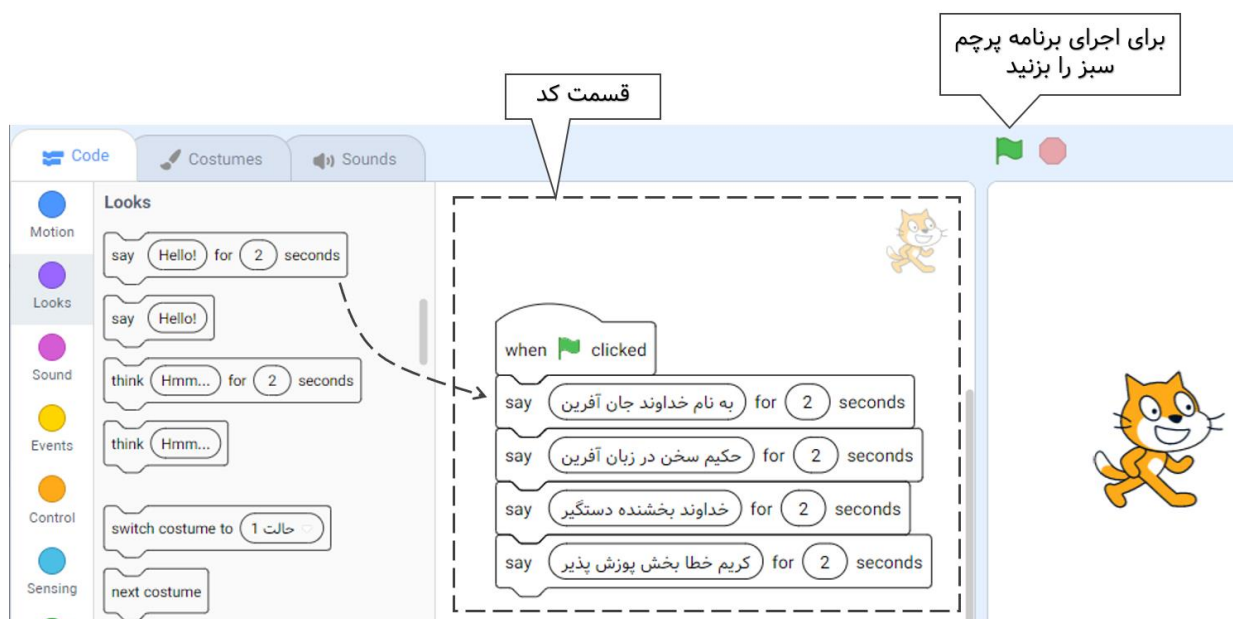 برای اجرای برنامه پرچم
سبز را بزنید
قسمت کد
Code
Costumes
Sounds
Motion
Looks
Sound
Events
Control
Sensing
Looks
say Hello! for 2 seconds
say Hello!
think Hmm... for 2 seconds
think Hmm...
switch costume to حالت 1
next costume
when clicked
say به نام خداوند جان آفرین for 2 seconds
say حکیم سخن در زبان آفرین for 2 seconds
say خداوند بخشنده دستگیر for 2 seconds
say کریم خطا بخش پوزش پذیر for 2 seconds